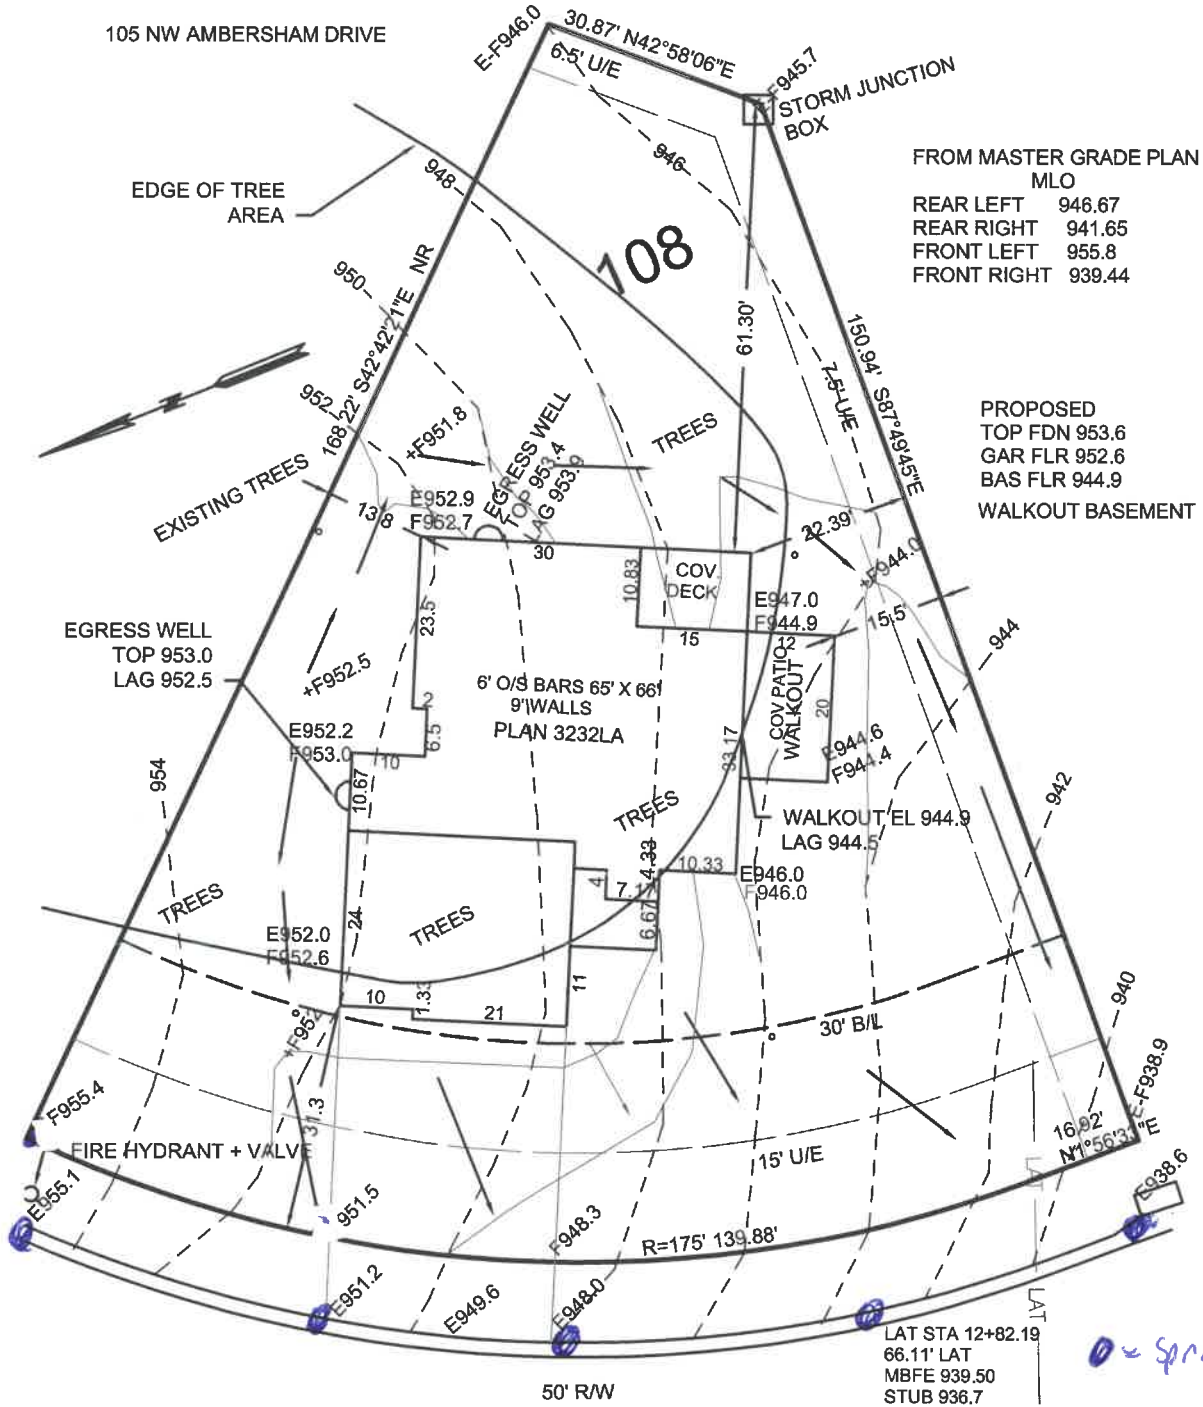 105 NW AMBERSHAM DRIVE
E-F946.0
30.87' N42°58'06"E
6.5' U/E
F945.7
STORM JUNCTION
BOX
FROM MASTER GRADE PLAN
MLO
REAR LEFT 946.67
REAR RIGHT 941.65
FRONT LEFT 955.8
FRONT RIGHT 939.44
EDGE OF TREE
AREA
948
946
108
950
NR
168.22' S42°42'21"E
61.30'
150.94' S87°49'45"E
7.5' U/E
N
952
+F951.8
EGRESS WELL
TOP 953.4
LAG 953.9
TREES
PROPOSED
TOP FDN 953.6
GAR FLR 952.6
BAS FLR 944.9
WALKOUT BASEMENT
EXISTING TREES
13.8
E952.9
F952.7
30
22.39'
+F944.0
10.83
COV
DECK
E947.0
F944.9
15
12
15.5'
944
23.5
EGRESS WELL
TOP 953.0
LAG 952.5
+F952.5
6' O/S BARS 65' X 66'
9' WALLS
PLAN 3232LA
2
6.5
COV PATIO
WALKOUT
20
33.17
E952.2
F953.0
10
E944.6
F944.4
954
10.67
942
TREES
WALKOUT EL 944.9
LAG 944.5
4.33
10.33
E946.0
F946.0
4
7.17
6.67
TREES
TREES
24
E952.0
F952.6
10
1.33
21
11
30' B/L
940
+F952
E-F938.9
F955.4
31.3
16.92'
N1°56'33"E
FIRE HYDRANT + VALVE
15' U/E
LAT
E938.6
E955.1
951.5
F948.3
R=175' 139.88'
E951.2
E949.6
E948.0
LAT
LAT STA 12+82.19
66.11' LAT
MBFE 939.50
STUB 936.7
50' R/W